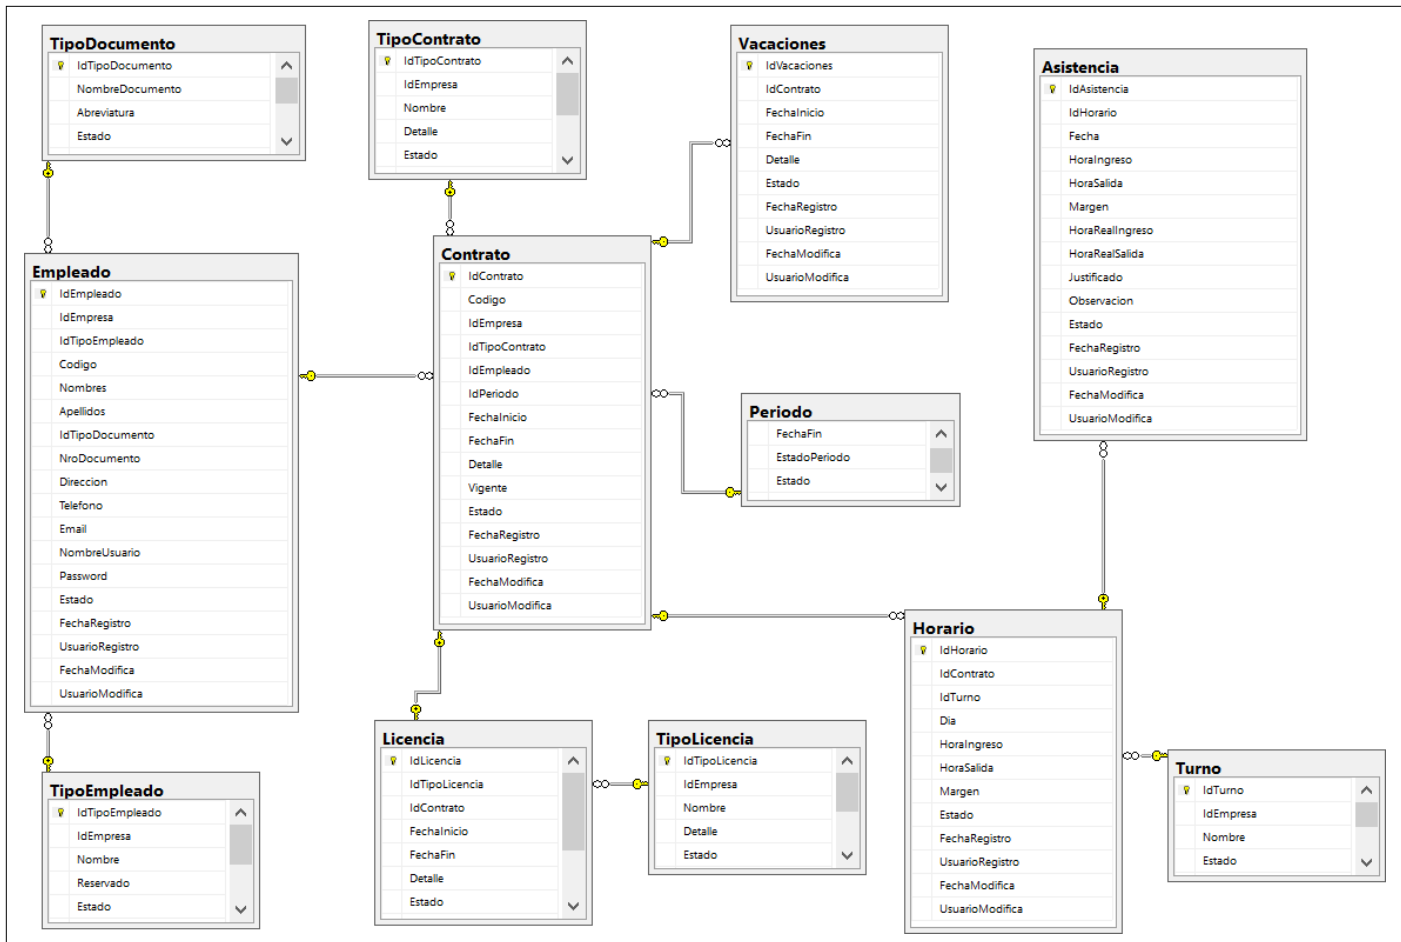 TipoDocumento
IdTipoDocumento
NombreDocumento
Abreviatura
Estado
TipoContrato
IdTipoContrato
IdEmpresa
Nombre
Detalle
Estado
Vacaciones
IdVacaciones
IdContrato
FechaInicio
FechaFin
Detalle
Estado
FechaRegistro
UsuarioRegistro
FechaModifica
UsuarioModifica
Asistencia
IdAsistencia
IdHorario
Fecha
HoraIngreso
HoraSalida
Margen
HoraRealIngreso
HoraRealSalida
Justificado
Observacion
Estado
FechaRegistro
UsuarioRegistro
FechaModifica
UsuarioModifica
Empleado
IdEmpleado
IdEmpresa
IdTipoEmpleado
Codigo
Nombres
Apellidos
IdTipoDocumento
NroDocumento
Direccion
Telefono
Email
NombreUsuario
Password
Estado
FechaRegistro
UsuarioRegistro
FechaModifica
UsuarioModifica
Contrato
IdContrato
Codigo
IdEmpresa
IdTipoContrato
IdEmpleado
IdPeriodo
FechaInicio
FechaFin
Detalle
Vigente
Estado
FechaRegistro
UsuarioRegistro
FechaModifica
UsuarioModifica
Periodo
FechaFin
EstadoPeriodo
Estado
Horario
IdHorario
IdContrato
IdTurno
Dia
HoraIngreso
HoraSalida
Margen
Estado
FechaRegistro
UsuarioRegistro
FechaModifica
UsuarioModifica
Licencia
IdLicencia
IdTipoLicencia
IdContrato
FechaInicio
FechaFin
Detalle
Estado
TipoLicencia
IdTipoLicencia
IdEmpresa
Nombre
Detalle
Estado
Turno
IdTurno
IdEmpresa
Nombre
Estado
TipoEmpleado
IdTipoEmpleado
IdEmpresa
Nombre
Reservado
Estado